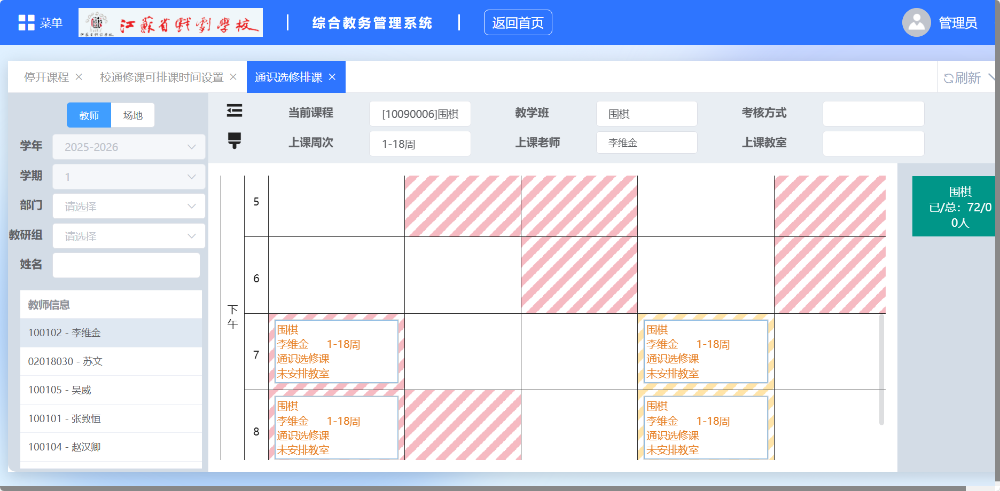 菜单
江苏省戏剧学校
江蘇省戲劇學校
综合教务管理系统
返回首页
管理员
停开课程
校通修课可排课时间设置
通识选修排课
刷新
教师
场地
学年
2025-2026
学期
1
部门
请选择
教研组
请选择
姓名
教师信息
100102 - 李维金
02018030 - 苏文
100105 - 吴威
100101 - 张致恒
100104 - 赵汉卿
当前课程
[10090006]围棋
教学班
围棋
考核方式
上课周次
1-18周
上课老师
李维金
上课教室
下午
5
6
7
围棋
李维金 1-18周
通识选修课
未安排教室
围棋
李维金 1-18周
通识选修课
未安排教室
8
围棋
李维金 1-18周
通识选修课
未安排教室
围棋
李维金 1-18周
通识选修课
未安排教室
围棋
已/总：72/0
0人